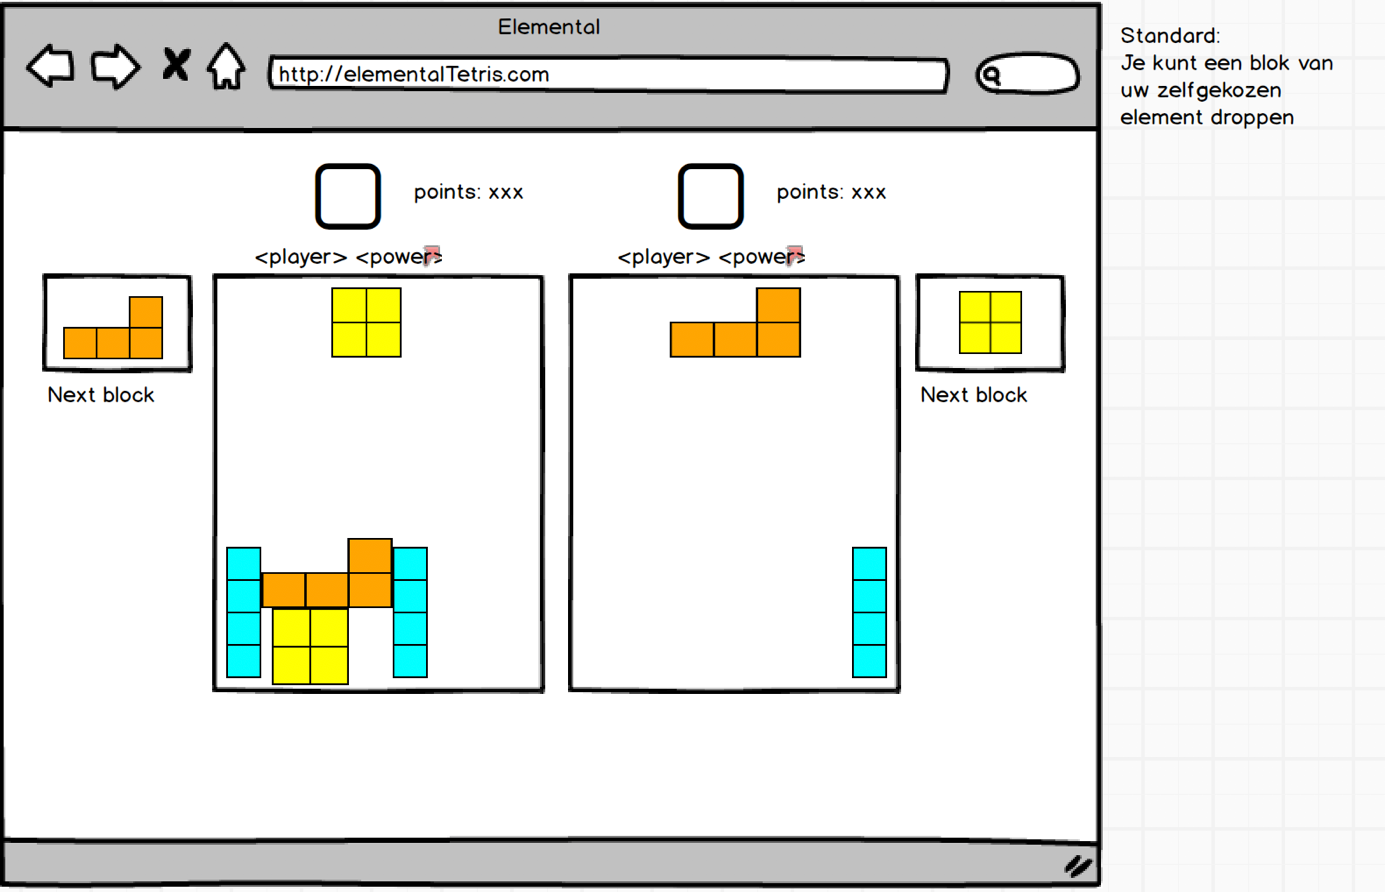 Elemental
http://elementalTetris.com
Standard:
Je kunt een blok van
uw zelfgekozen
element droppen
points: xxx
points: xxx
<player> <power>
<player> <power>
Next block
Next block